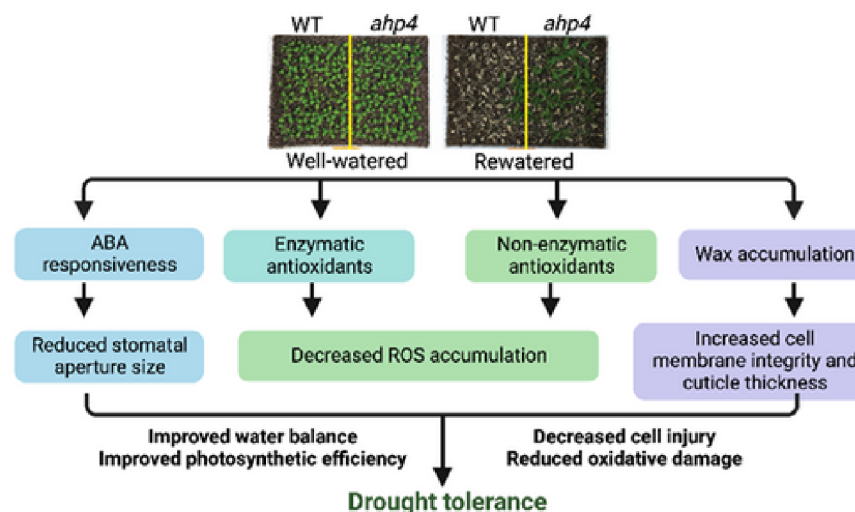 WT ahp4 WT ahp4
Well-watered Rewatered
ABA
responsiveness
Enzymatic
antioxidants
Non-enzymatic
antioxidants
Wax accumulation
Reduced stomatal
aperture size
Decreased ROS accumulation
Increased cell
membrane integrity and
cuticle thickness
Improved water balance
Improved photosynthetic efficiency
Decreased cell injury
Reduced oxidative damage
Drought tolerance